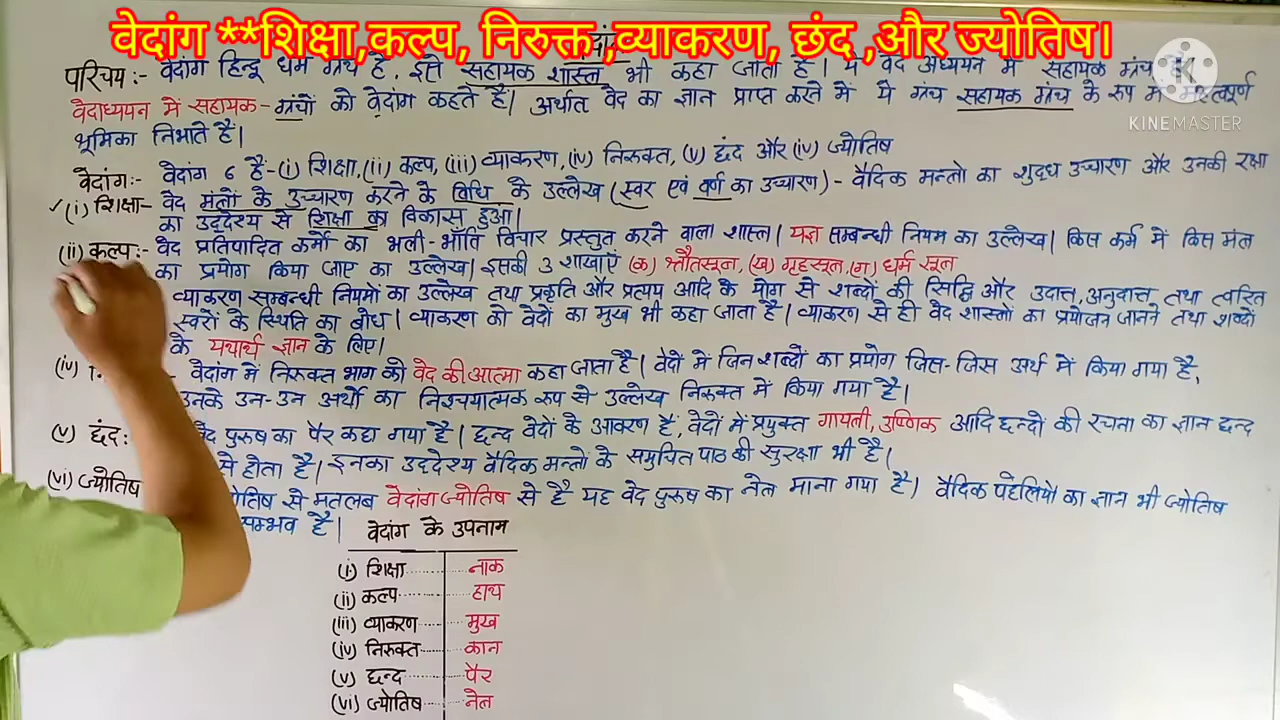 वेदांग **शिक्षा,कल्प, निरुक्त ,व्याकरण, छंद ,और ज्योतिष।
परिचय:- वेदांग हिन्दू धर्म ग्रंथ है. इसे सहायक शास्त्र भी कहा जाता है। ये वेद अध्ययन में सहायक ग्रंथ है।
KINEMASTER
वेदाध्ययन में सहायक-ग्रंथों को वेदांग कहते हैं। अर्थात वेद का ज्ञान प्राप्त करते में ये ग्रंथ सहायक ग्रंथ के रूप में महत्वपूर्ण
भूमिका निभाते हैं।
वेदांग:- वेदांग 6 हैं-(i) शिक्षा,(ii) कल्प,(iii) व्याकरण,(iv) निरूक्त,(v) छंद और(iv) ज्योतिष
(i) शिक्षा- वेद मंत्रों के उच्चारण करने के विधि के उल्लेख (स्वर एवं वर्ण का उच्चारण)- वैदिक मन्त्रो का शुद्ध उच्चारण और उनकी रक्षा
का उद्देश्य से शिक्षा का विकास हुआ।
(ii) कल्प:- वेद प्रतिपादित कर्मो का भली-भाँति विचार प्रस्तुत करने वाला शास्त्र। यज्ञ सम्बन्धी नियम का उल्लेख। किस कर्म में किस मंत्र
का प्रयोग किया जाए का उल्लेख। इसकी 3 शाखाएँ (क) श्रौतसूत्र,(ख) गृहसूत्र,(ग) धर्म सूत्र
व्याकरण सम्बन्धी नियमों का उल्लेख तथा प्रकृति और प्रत्यय आदि के योग से शब्दों की सिद्धि और उदात्त,अनुदात्त तथा त्वरित
स्वरों के स्थिति का बोध। व्याकरण को वेदों का मुख भी कहा जाता है। व्याकरण से ही वेद शास्त्रों का प्रयोजन जानने तथा शब्दों
के यथार्थ ज्ञान के लिए।
(iv) वेदांग में निरूक्त भाग को वेद की आत्मा कहा जाता है। वेदों में जिन शब्दों का प्रयोग जिस-जिस अर्थ में किया गया है,
उनके उन-उन अर्थो का निश्चयात्मक रूप से उल्लेख निरूक्त में किया गया है।
(v) छंद: वेद पुरुष का पैर कहा गया है। छन्द वेदों के आवरण है, वेदों में प्रयुक्त गायत्री, उष्णिक आदि छन्दों की रचना का ज्ञान छन्द
से होता है। इनका उद्देश्य वैदिक मन्त्रो के समुचित पाठ की सुरक्षा भी है।
(vi) ज्योतिष से मतलब वेदांग ज्योतिष से है यह वेद पुरुष का नेत्र माना गया है। वैदिक पहेलियों का ज्ञान भी ज्योतिष
सम्भव है।
वेदांग के उपनाम
(i) शिक्षा नाक
(ii) कल्प हाथ
(iii) व्याकरण मुख
(iv) निरूक्त कान
(v) छन्द पैर
(vi) ज्योतिष नेत्र